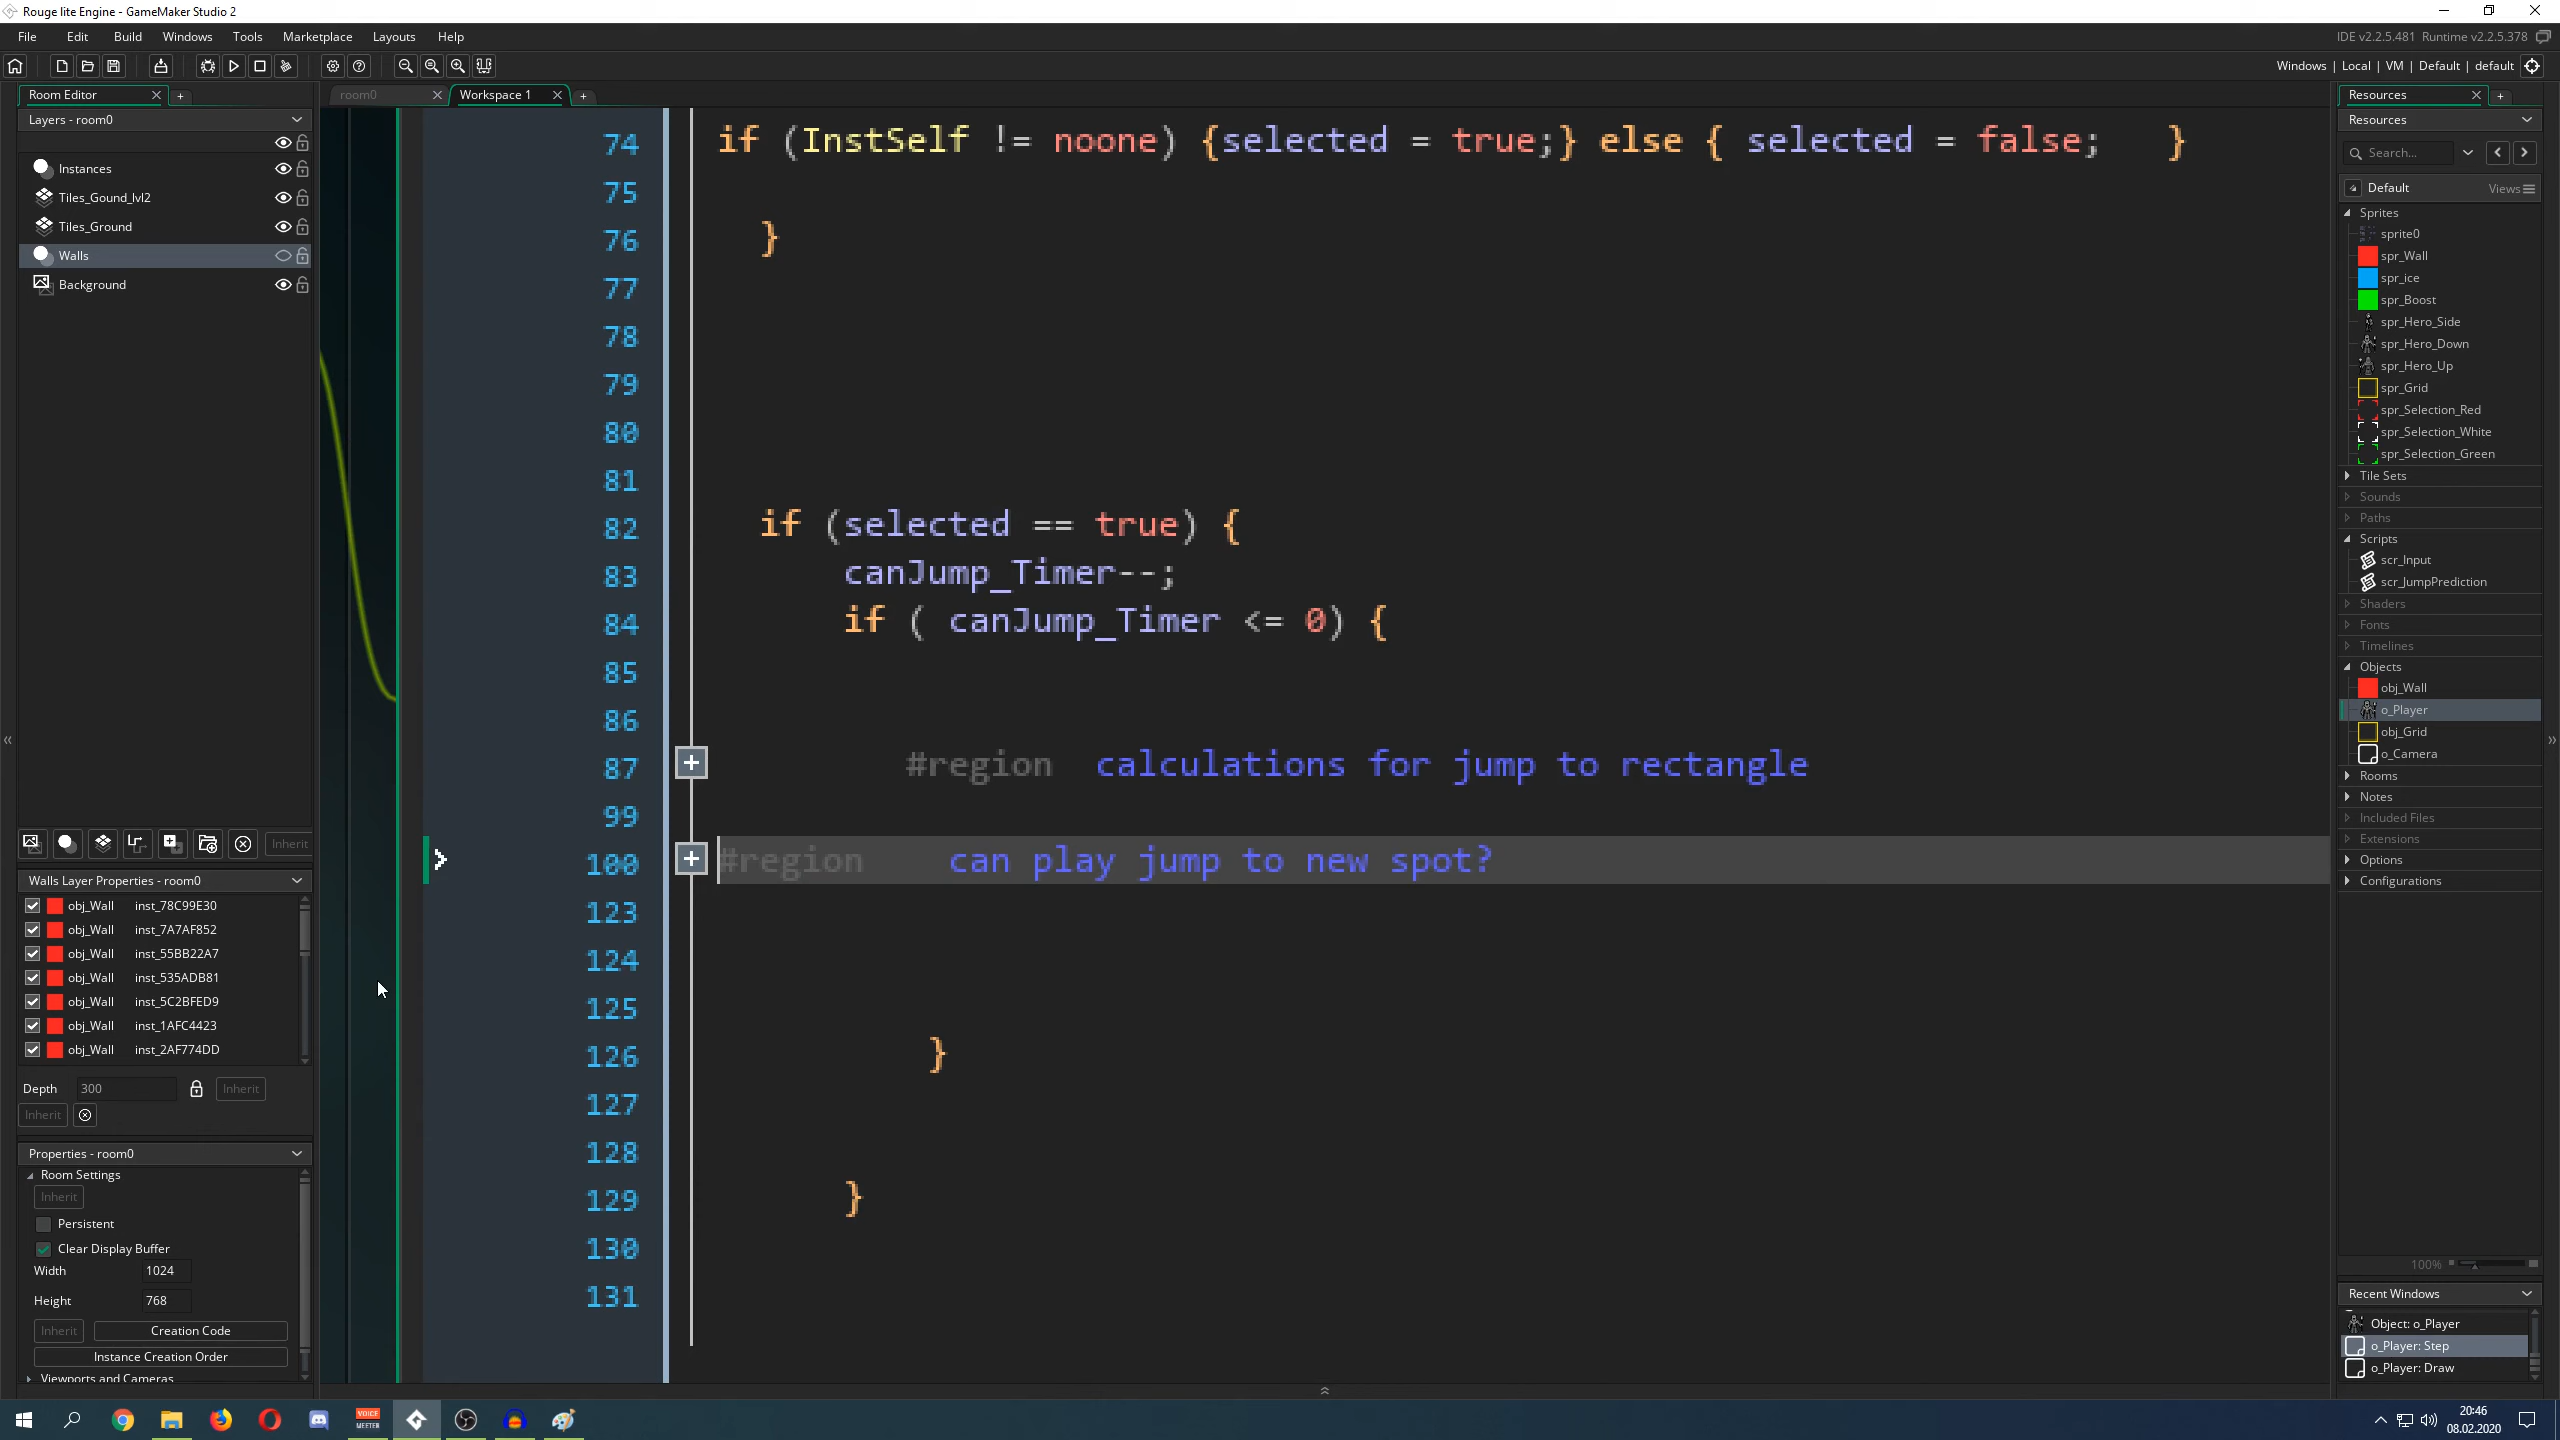 Rouge lite Engine - GameMaker Studio 2
File Edit Build Windows Tools Marketplace Layouts Help
IDE v2.2.5.481 Runtime v2.2.5.378
Windows | Local | VM | Default | default
Room Editor
room0
Workspace 1
Resources
Layers - room0
Instances
Tiles_Gound_lvl2
Tiles_Ground
Walls
Background
Inherit
Walls Layer Properties - room0
obj_Wall inst_78C99E30
obj_Wall inst_7A7AF852
obj_Wall inst_55BB22A7
obj_Wall inst_535ADB81
obj_Wall inst_5C2BFED9
obj_Wall inst_1AFC4423
obj_Wall inst_2AF774DD
Depth 300 Inherit
Inherit
Properties - room0
Room Settings
Inherit
Persistent
Clear Display Buffer
Width 1024
Height 768
Inherit Creation Code
Instance Creation Order
Viewports and Cameras
74 if (InstSelf != noone) {selected = true;} else { selected = false; }
75
76 }
77
78
79
80
81
82 if (selected == true) {
83 canJump_Timer--;
84 if ( canJump_Timer <= 0) {
85
86
87 #region calculations for jump to rectangle
99
100 #region can play jump to new spot?
123
124
125
126 }
127
128
129 }
130
131
Resources
Search...
Default Views
Sprites
sprite0
spr_Wall
spr_ice
spr_Boost
spr_Hero_Side
spr_Hero_Down
spr_Hero_Up
spr_Grid
spr_Selection_Red
spr_Selection_White
spr_Selection_Green
Tile Sets
Sounds
Paths
Scripts
scr_Input
scr_JumpPrediction
Shaders
Fonts
Timelines
Objects
obj_Wall
o_Player
obj_Grid
o_Camera
Rooms
Notes
Included Files
Extensions
Options
Configurations
100%
Recent Windows
Object: o_Player
o_Player: Step
o_Player: Draw
VOICE
MEETER
20:46
08.02.2020